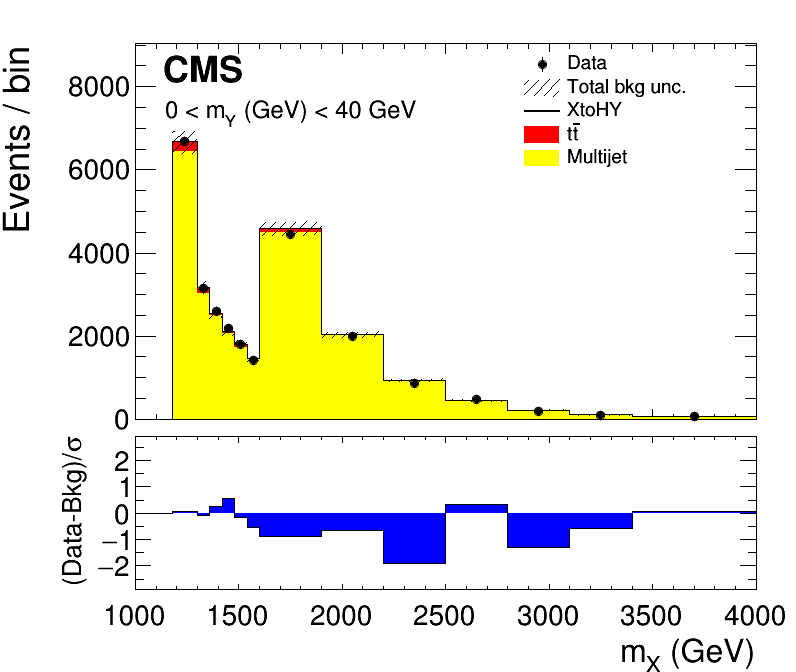 CMS
0 < mY (GeV) < 40 GeV
Data
Total bkg unc.
XtoHY
tt̄
Multijet
Events / bin
8000
6000
4000
2000
0
(Data-Bkg)/σ
2
1
0
−1
−2
1000 1500 2000 2500 3000 3500 4000
mX (GeV)